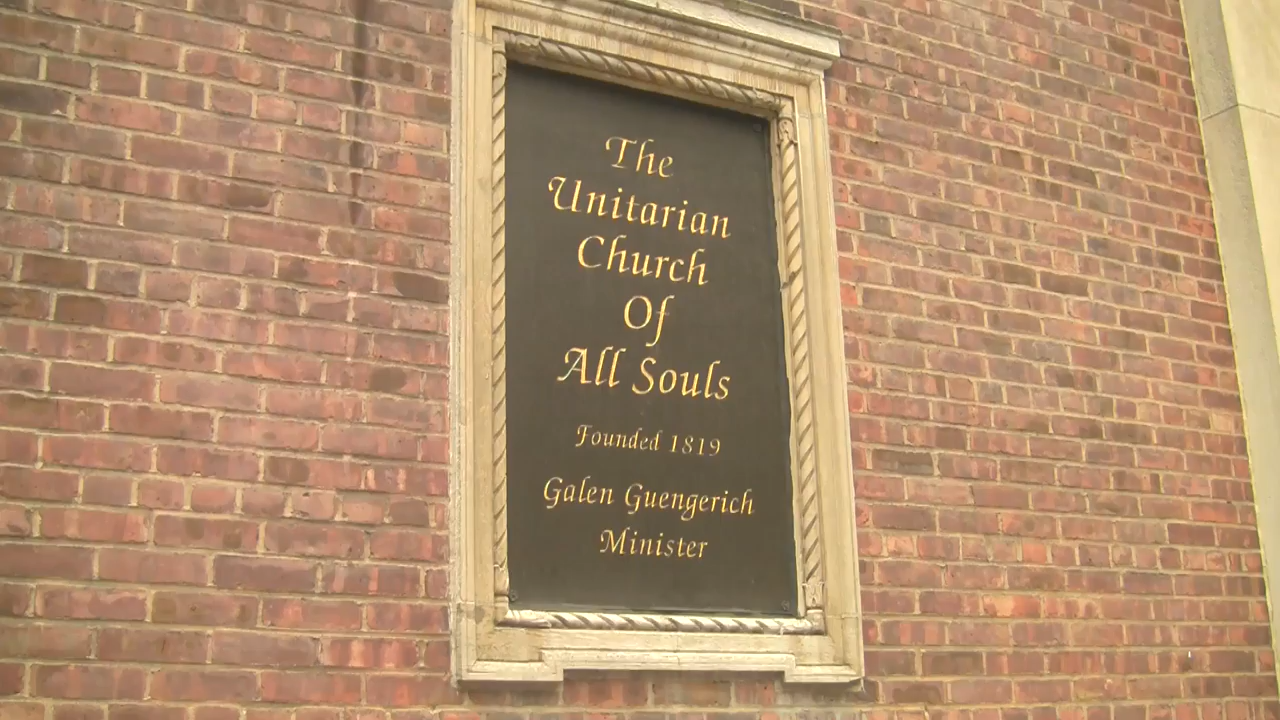 The
Unitarian
Church
Of
All Souls
Founded 1819
Galen Guengerich
Minister